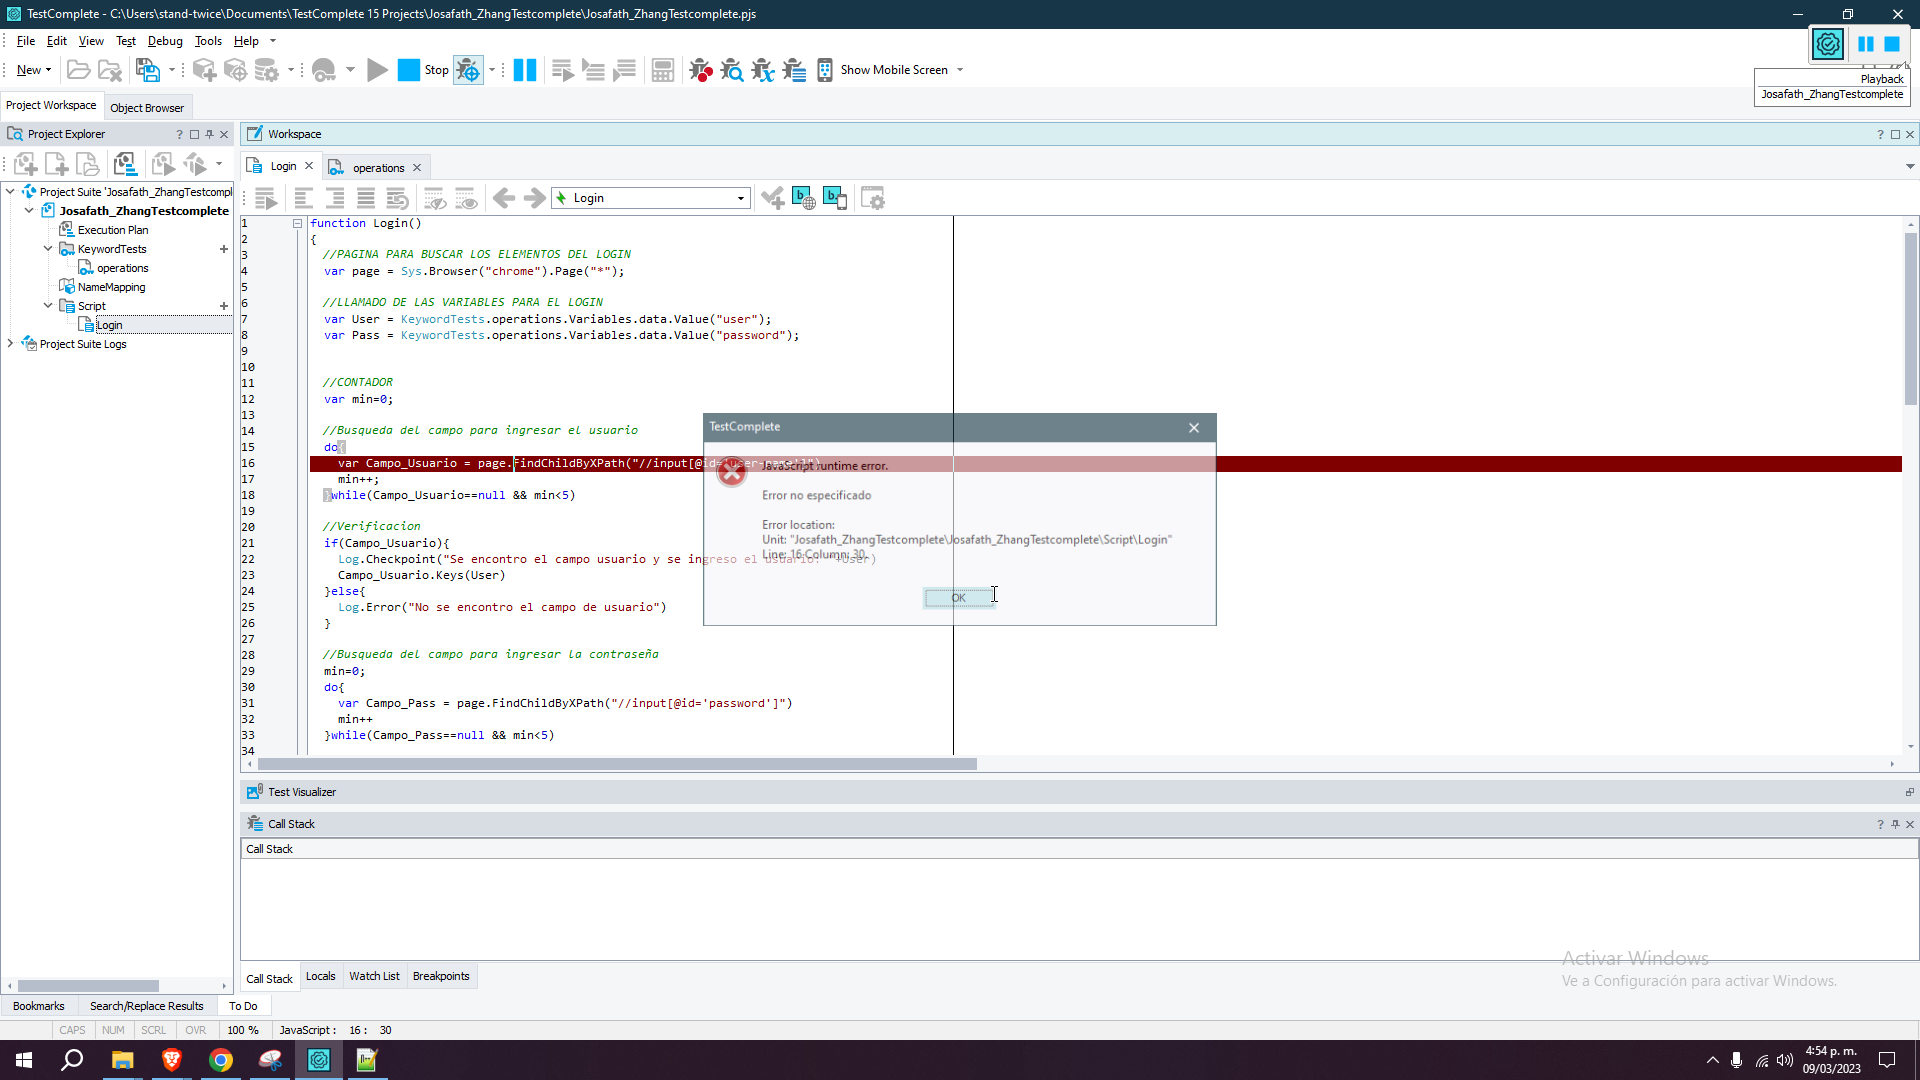 TestComplete - C:\Users\stand-twice\Documents\TestComplete 15 Projects\Josafath_ZhangTestcomplete\Josafath_ZhangTestcomplete.pjs
File Edit View Test Debug Tools Help
New Stop Show Mobile Screen
Playback
Josafath_ZhangTestcomplete
Project Workspace Object Browser
Project Explorer
Workspace
Login operations
Login
Project Suite 'Josafath_ZhangTestcompl
Josafath_ZhangTestcomplete
Execution Plan
KeywordTests
operations
NameMapping
Script
Login
Project Suite Logs
1 function Login()
2 {
3 //PAGINA PARA BUSCAR LOS ELEMENTOS DEL LOGIN
4 var page = Sys.Browser("chrome").Page("*");
5
6 //LLAMADO DE LAS VARIABLES PARA EL LOGIN
7 var User = KeywordTests.operations.Variables.data.Value("user");
8 var Pass = KeywordTests.operations.Variables.data.Value("password");
9
10
11 //CONTADOR
12 var min=0;
13
14 //Busqueda del campo para ingresar el usuario
15 do{
16 var Campo_Usuario = page.FindChildByXPath("//input[@id='user-name']")
17 min++;
18 }while(Campo_Usuario==null && min<5)
19
20 //Verificacion
21 if(Campo_Usuario){
22 Log.Checkpoint("Se encontro el campo usuario y se ingreso el usuario: "+User)
23 Campo_Usuario.Keys(User)
24 }else{
25 Log.Error("No se encontro el campo de usuario")
26 }
27
28 //Busqueda del campo para ingresar la contraseña
29 min=0;
30 do{
31 var Campo_Pass = page.FindChildByXPath("//input[@id='password']")
32 min++
33 }while(Campo_Pass==null && min<5)
34
TestComplete
JavaScript runtime error.
Error no especificado
Error location:
Unit: "Josafath_ZhangTestcomplete\Josafath_ZhangTestcomplete\Script\Login"
Line: 16 Column: 30.
OK
Test Visualizer
Call Stack
Call Stack
Call Stack Locals Watch List Breakpoints
Activar Windows
Ve a Configuración para activar Windows.
Bookmarks Search/Replace Results To Do
CAPS NUM SCRL OVR 100 % JavaScript : 16 : 30
4:54 p. m.
09/03/2023